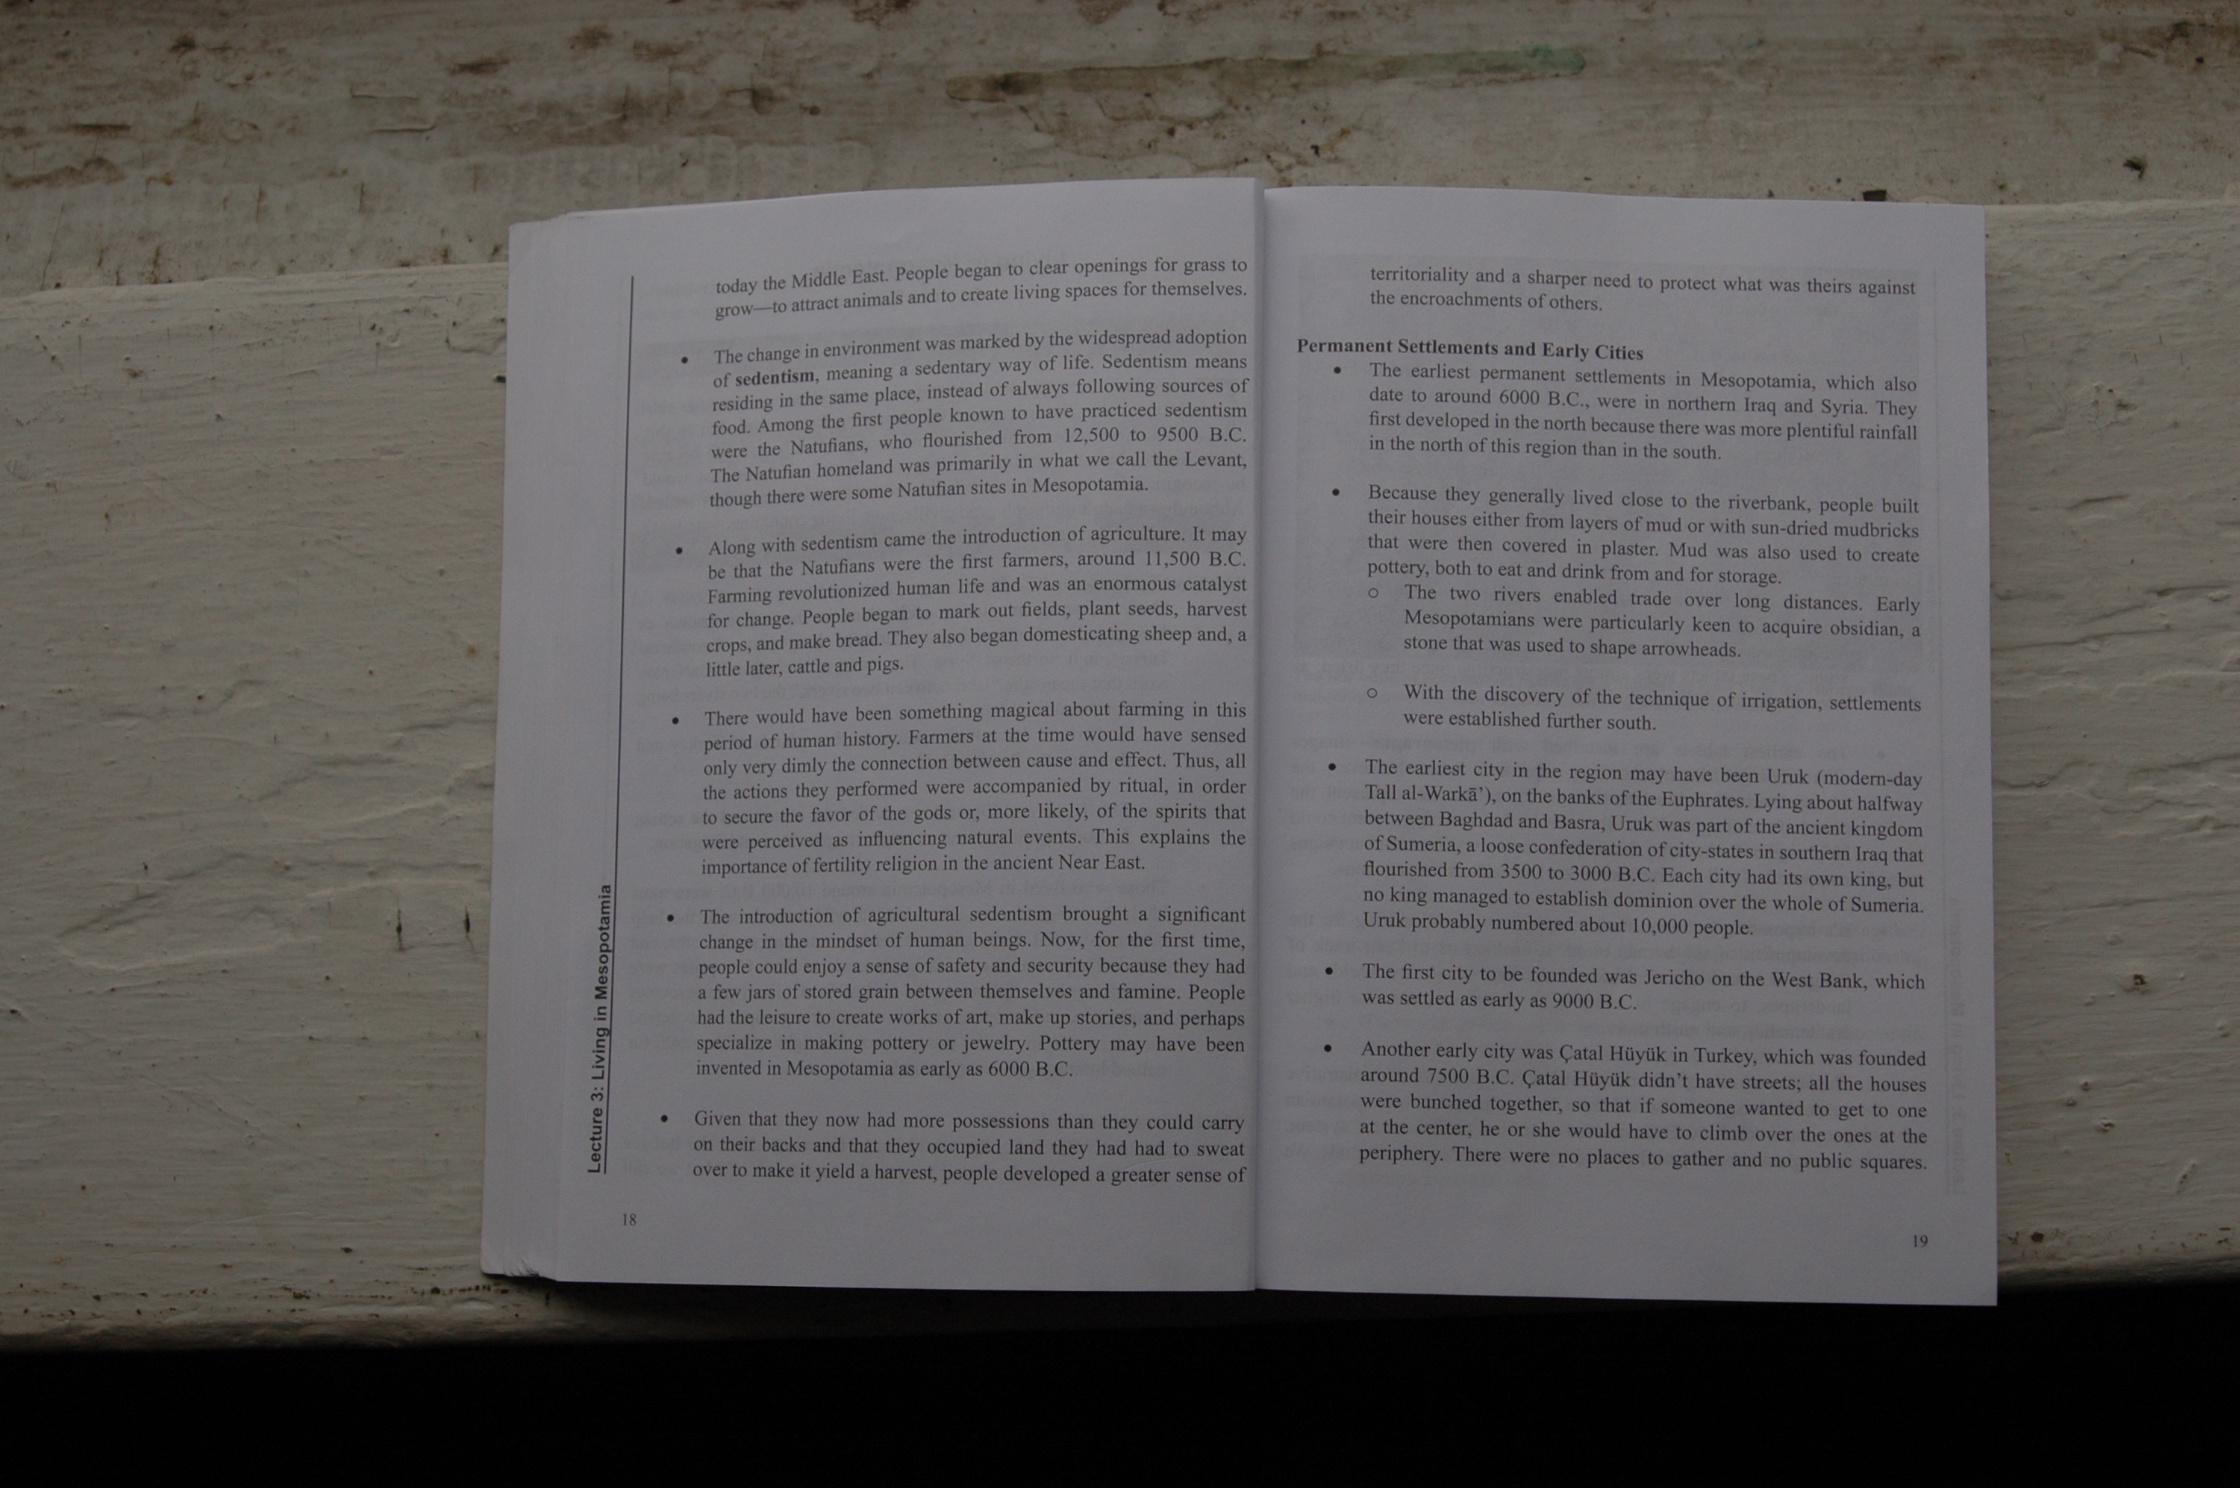 today the Middle East. People began to clear openings for grass to
grow—to attract animals and to create living spaces for themselves.
• The change in environment was marked by the widespread adoption
of sedentism, meaning a sedentary way of life. Sedentism means
residing in the same place, instead of always following sources of
food. Among the first people known to have practiced sedentism
were the Natufians, who flourished from 12,500 to 9500 B.C.
The Natufian homeland was primarily in what we call the Levant,
though there were some Natufian sites in Mesopotamia.
• Along with sedentism came the introduction of agriculture. It may
be that the Natufians were the first farmers, around 11,500 B.C.
Farming revolutionized human life and was an enormous catalyst
for change. People began to mark out fields, plant seeds, harvest
crops, and make bread. They also began domesticating sheep and, a
little later, cattle and pigs.
• There would have been something magical about farming in this
period of human history. Farmers at the time would have sensed
only very dimly the connection between cause and effect. Thus, all
the actions they performed were accompanied by ritual, in order
to secure the favor of the gods or, more likely, of the spirits that
were perceived as influencing natural events. This explains the
importance of fertility religion in the ancient Near East.
• The introduction of agricultural sedentism brought a significant
change in the mindset of human beings. Now, for the first time,
people could enjoy a sense of safety and security because they had
a few jars of stored grain between themselves and famine. People
had the leisure to create works of art, make up stories, and perhaps
specialize in making pottery or jewelry. Pottery may have been
invented in Mesopotamia as early as 6000 B.C.
• Given that they now had more possessions than they could carry
on their backs and that they occupied land they had had to sweat
over to make it yield a harvest, people developed a greater sense of
Lecture 3: Living in Mesopotamia
18
territoriality and a sharper need to protect what was theirs against
the encroachments of others.
Permanent Settlements and Early Cities
• The earliest permanent settlements in Mesopotamia, which also
date to around 6000 B.C., were in northern Iraq and Syria. They
first developed in the north because there was more plentiful rainfall
in the north of this region than in the south.
• Because they generally lived close to the riverbank, people built
their houses either from layers of mud or with sun-dried mudbricks
that were then covered in plaster. Mud was also used to create
pottery, both to eat and drink from and for storage.
o The two rivers enabled trade over long distances. Early
Mesopotamians were particularly keen to acquire obsidian, a
stone that was used to shape arrowheads.
o With the discovery of the technique of irrigation, settlements
were established further south.
• The earliest city in the region may have been Uruk (modern-day
Tall al-Warkā’), on the banks of the Euphrates. Lying about halfway
between Baghdad and Basra, Uruk was part of the ancient kingdom
of Sumeria, a loose confederation of city-states in southern Iraq that
flourished from 3500 to 3000 B.C. Each city had its own king, but
no king managed to establish dominion over the whole of Sumeria.
Uruk probably numbered about 10,000 people.
• The first city to be founded was Jericho on the West Bank, which
was settled as early as 9000 B.C.
• Another early city was Çatal Hüyük in Turkey, which was founded
around 7500 B.C. Çatal Hüyük didn’t have streets; all the houses
were bunched together, so that if someone wanted to get to one
at the center, he or she would have to climb over the ones at the
periphery. There were no places to gather and no public squares.
19